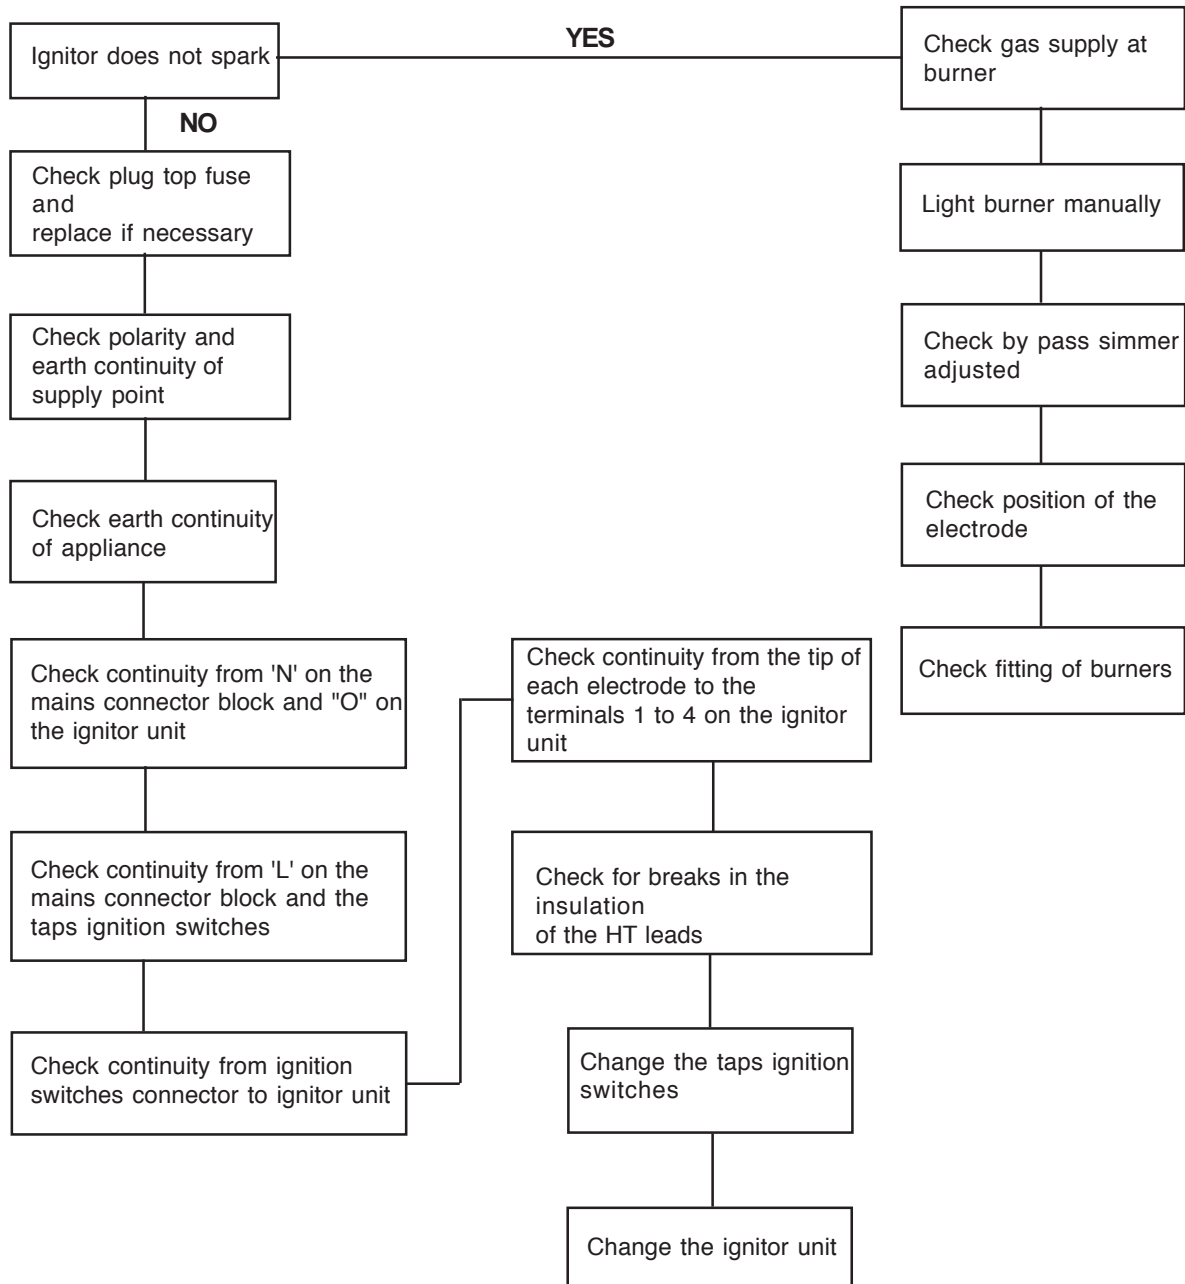 Ignitor does not spark
YES
NO
Check plug top fuse
and
replace if necessary
Check polarity and
earth continuity of
supply point
Check earth continuity
of appliance
Check continuity from 'N' on the
mains connector block and "O" on
the ignitor unit
Check continuity from 'L' on the
mains connector block and the
taps ignition switches
Check continuity from ignition
switches connector to ignitor unit
Check continuity from the tip of
each electrode to the
terminals 1 to 4 on the ignitor
unit
Check for breaks in the
insulation
of the HT leads
Change the taps ignition
switches
Change the ignitor unit
Check gas supply at
burner
Light burner manually
Check by pass simmer
adjusted
Check position of the
electrode
Check fitting of burners